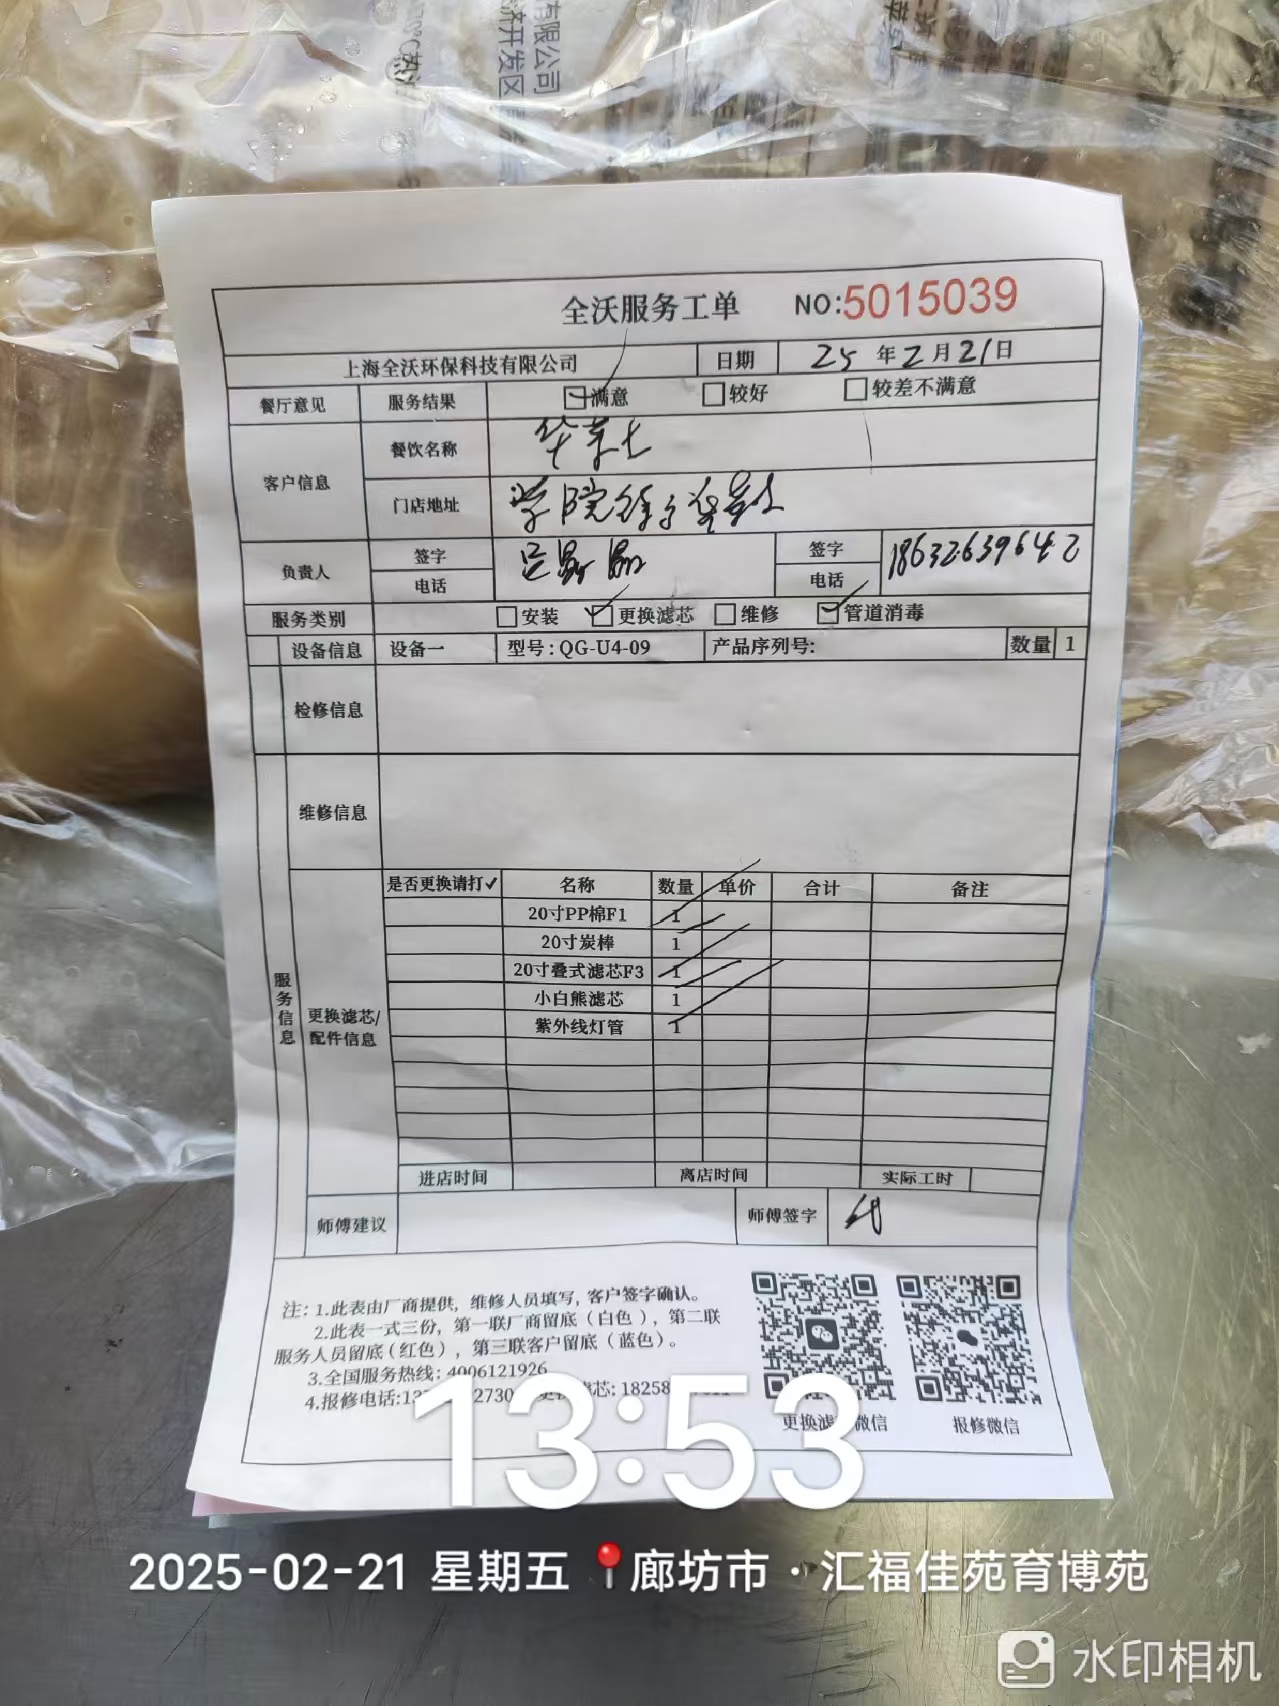 有限公司
济开发区
全沃服务工单 NO:5015039
上海全沃环保科技有限公司 日期 25年2月21日
餐厅意见 服务结果 满意 较好 较差不满意
客户信息 餐饮名称 华莱士
门店地址 学院街
负责人 签字 签字 18632639642
电话 电话
服务类别 安装 更换滤芯 维修 管道消毒
设备信息 设备一 型号:QG-U4-09 产品序列号: 数量 1
检修信息
维修信息
服务信息
更换滤芯/配件信息
是否更换请打✓ 名称 数量 单价 合计 备注
20寸PP棉F1 1
20寸炭棒 1
20寸叠式滤芯F3 1
小白熊滤芯 1
紫外线灯管 1
进店时间 离店时间 实际工时
师傅建议 师傅签字
注: 1.此表由厂商提供, 维修人员填写, 客户签字确认。
2.此表一式三份, 第一联厂商留底(白色), 第二联
服务人员留底(红色), 第三联客户留底(蓝色)。
3.全国服务热线: 4006121926
4.报修电话:
更换滤 微信 报修微信
13:53
2025-02-21 星期五 廊坊市·汇福佳苑育博苑
水印相机